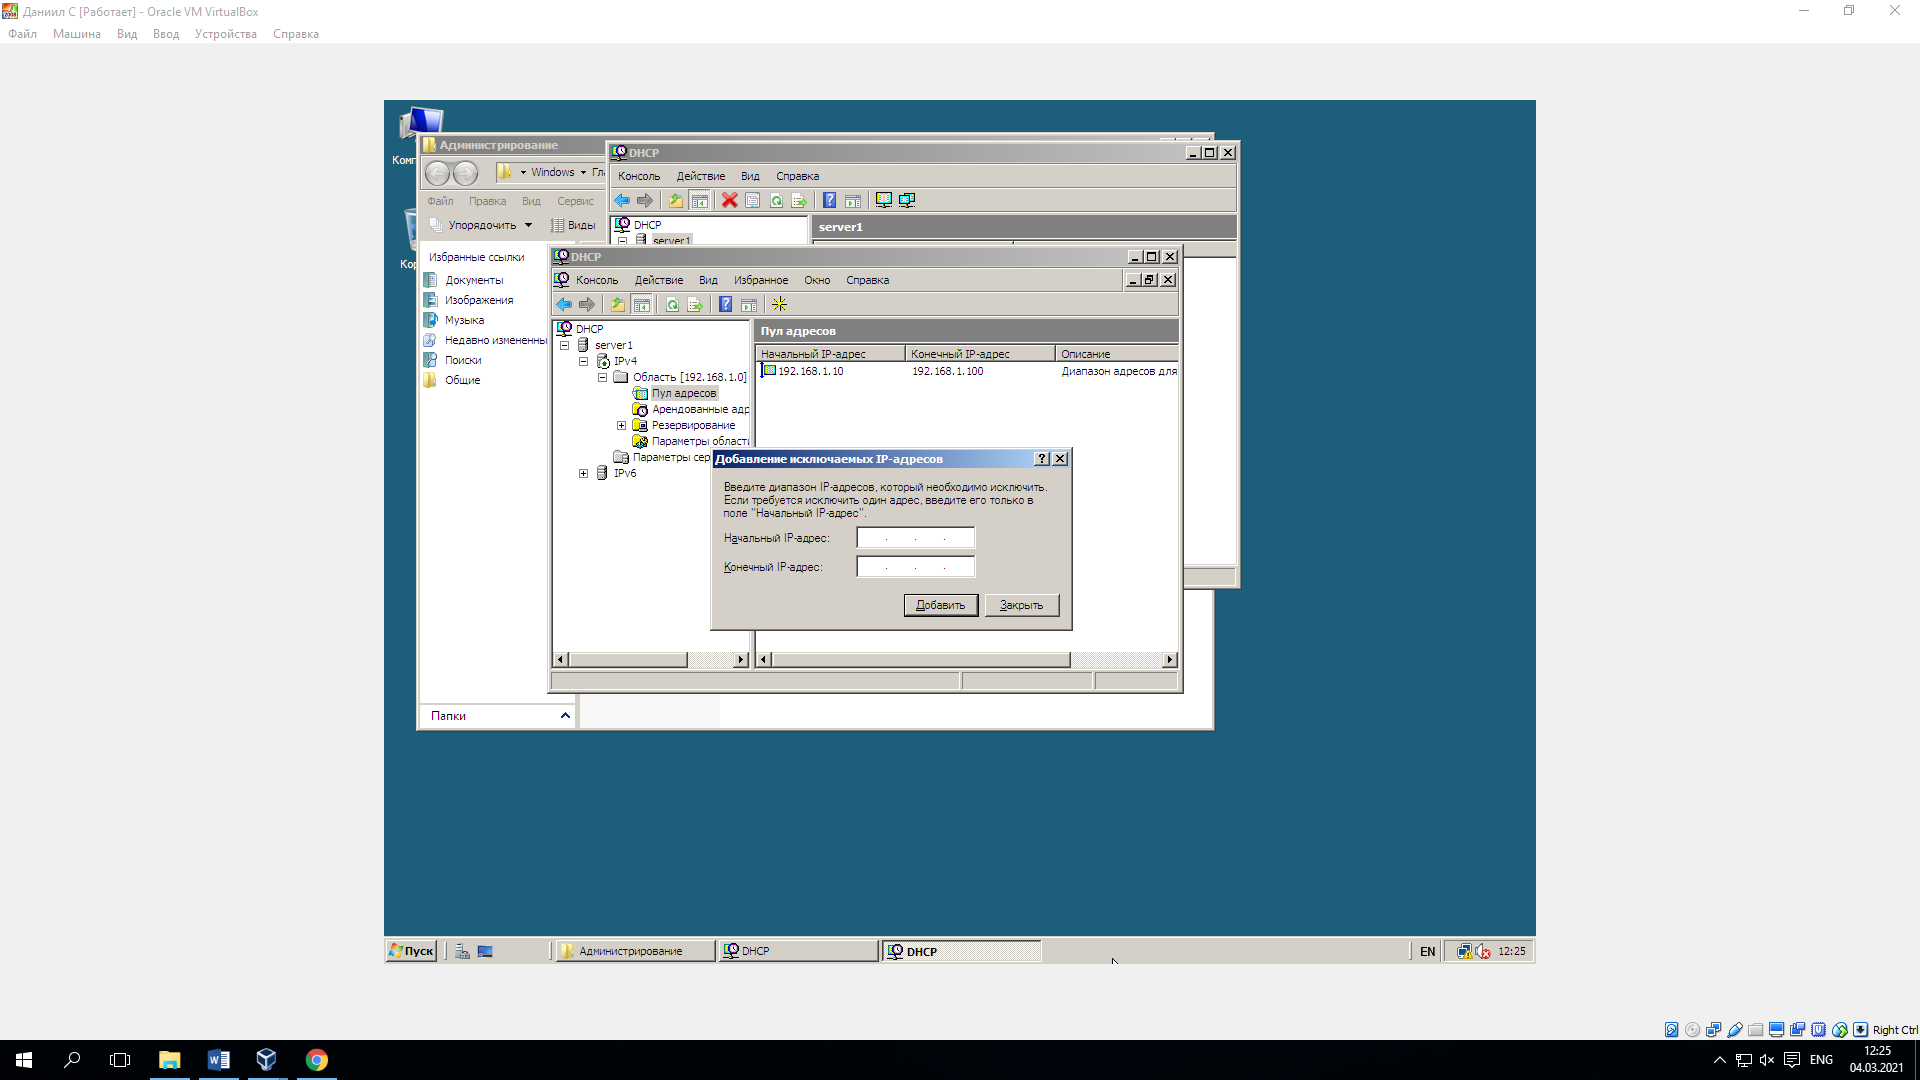 Даниил С [Работает] - Oracle VM VirtualBox
Файл Машина Вид Ввод Устройства Справка
Администрирование
Windows
Файл Правка Вид Сервис
Упорядочить Виды
Избранные ссылки
Документы
Изображения
Музыка
Недавно измененны
Поиски
Общие
Папки
DHCP
Консоль Действие Вид Справка
DHCP
server1
server1
DHCP
Консоль Действие Вид Избранное Окно Справка
DHCP
server1
IPv4
Область [192.168.1.0]
Пул адресов
Арендованные адр
Резервирование
Параметры област
Параметры сер
IPv6
Пул адресов
Начальный IP-адрес Конечный IP-адрес Описание
192.168.1.10 192.168.1.100 Диапазон адресов для
Добавление исключаемых IP-адресов
Введите диапазон IP-адресов, который необходимо исключить.
Если требуется исключить один адрес, введите его только в
поле "Начальный IP-адрес".
Начальный IP-адрес: . . .
Конечный IP-адрес: . . .
Добавить Закрыть
Пуск Администрирование DHCP DHCP EN 12:25
Right Ctrl
ENG 12:25
04.03.2021